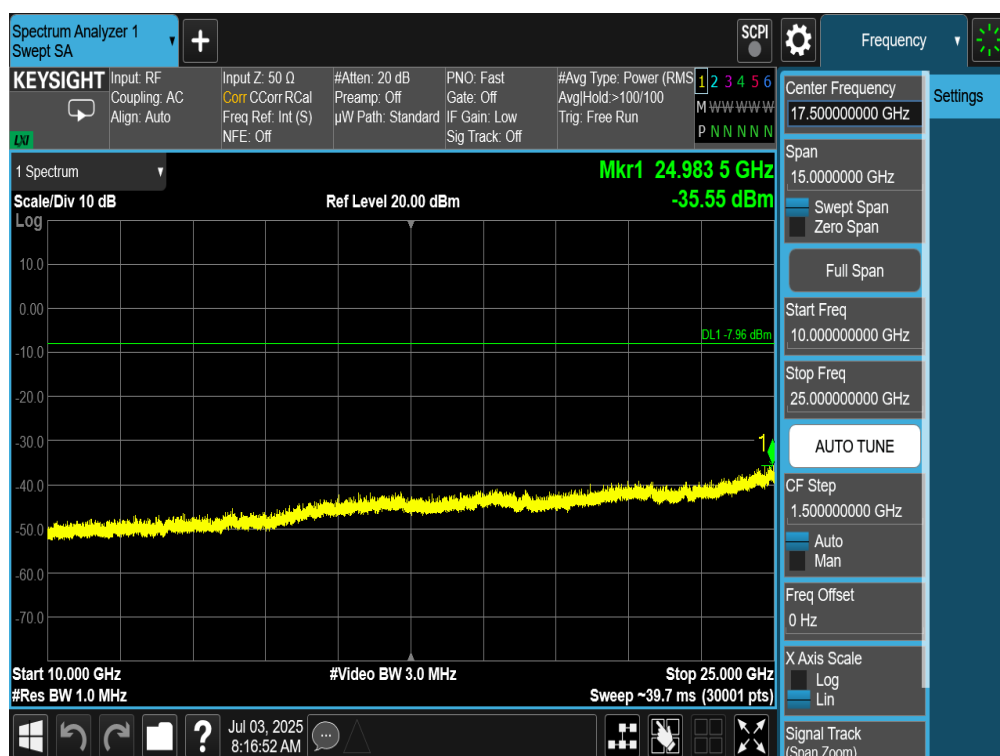 Spectrum Analyzer 1
Swept SA
SCPI
Frequency
KEYSIGHT
LXI
Input: RF
Coupling: AC
Align: Auto
Input Z: 50 Ω
Corr CCorr RCal
Freq Ref: Int (S)
NFE: Off
#Atten: 20 dB
Preamp: Off
µW Path: Standard
PNO: Fast
Gate: Off
IF Gain: Low
Sig Track: Off
#Avg Type: Power (RMS
Avg|Hold:>100/100
Trig: Free Run
1 2 3 4 5 6
M W W W W W
P N N N N N
1 Spectrum
Mkr1 24.983 5 GHz
Scale/Div 10 dB
Ref Level 20.00 dBm
-35.55 dBm
Log
10.0
0.00
DL1 -7.96 dBm
-10.0
-20.0
-30.0
1
-40.0
-50.0
-60.0
-70.0
Start 10.000 GHz
#Video BW 3.0 MHz
Stop 25.000 GHz
#Res BW 1.0 MHz
Sweep ~39.7 ms (30001 pts)
?
Jul 03, 2025
8:16:52 AM
Center Frequency
17.500000000 GHz
Span
15.0000000 GHz
Swept Span
Zero Span
Full Span
Start Freq
10.000000000 GHz
Stop Freq
25.000000000 GHz
AUTO TUNE
CF Step
1.500000000 GHz
Auto
Man
Freq Offset
0 Hz
X Axis Scale
Log
Lin
Signal Track
(Span Zoom)
Settings